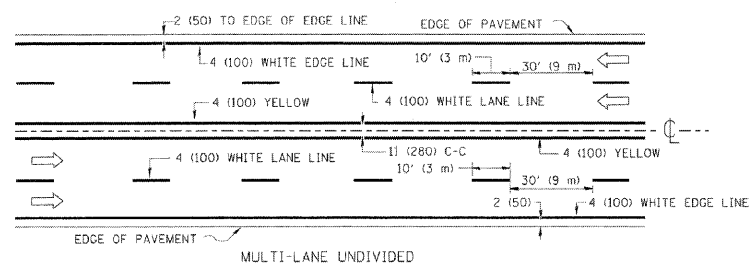 2 (50) TO EDGE OF EDGE LINE
EDGE OF PAVEMENT
4 (100) WHITE EDGE LINE
10' (3 m)
30' (9 m)
4 (100) YELLOW
4 (100) WHITE LANE LINE
CL
4 (100) WHITE LANE LINE
11 (280) C-C
4 (100) YELLOW
10' (3 m)
30' (9 m)
2 (50)
4 (100) WHITE EDGE LINE
EDGE OF PAVEMENT
MULTI-LANE UNDIVIDED